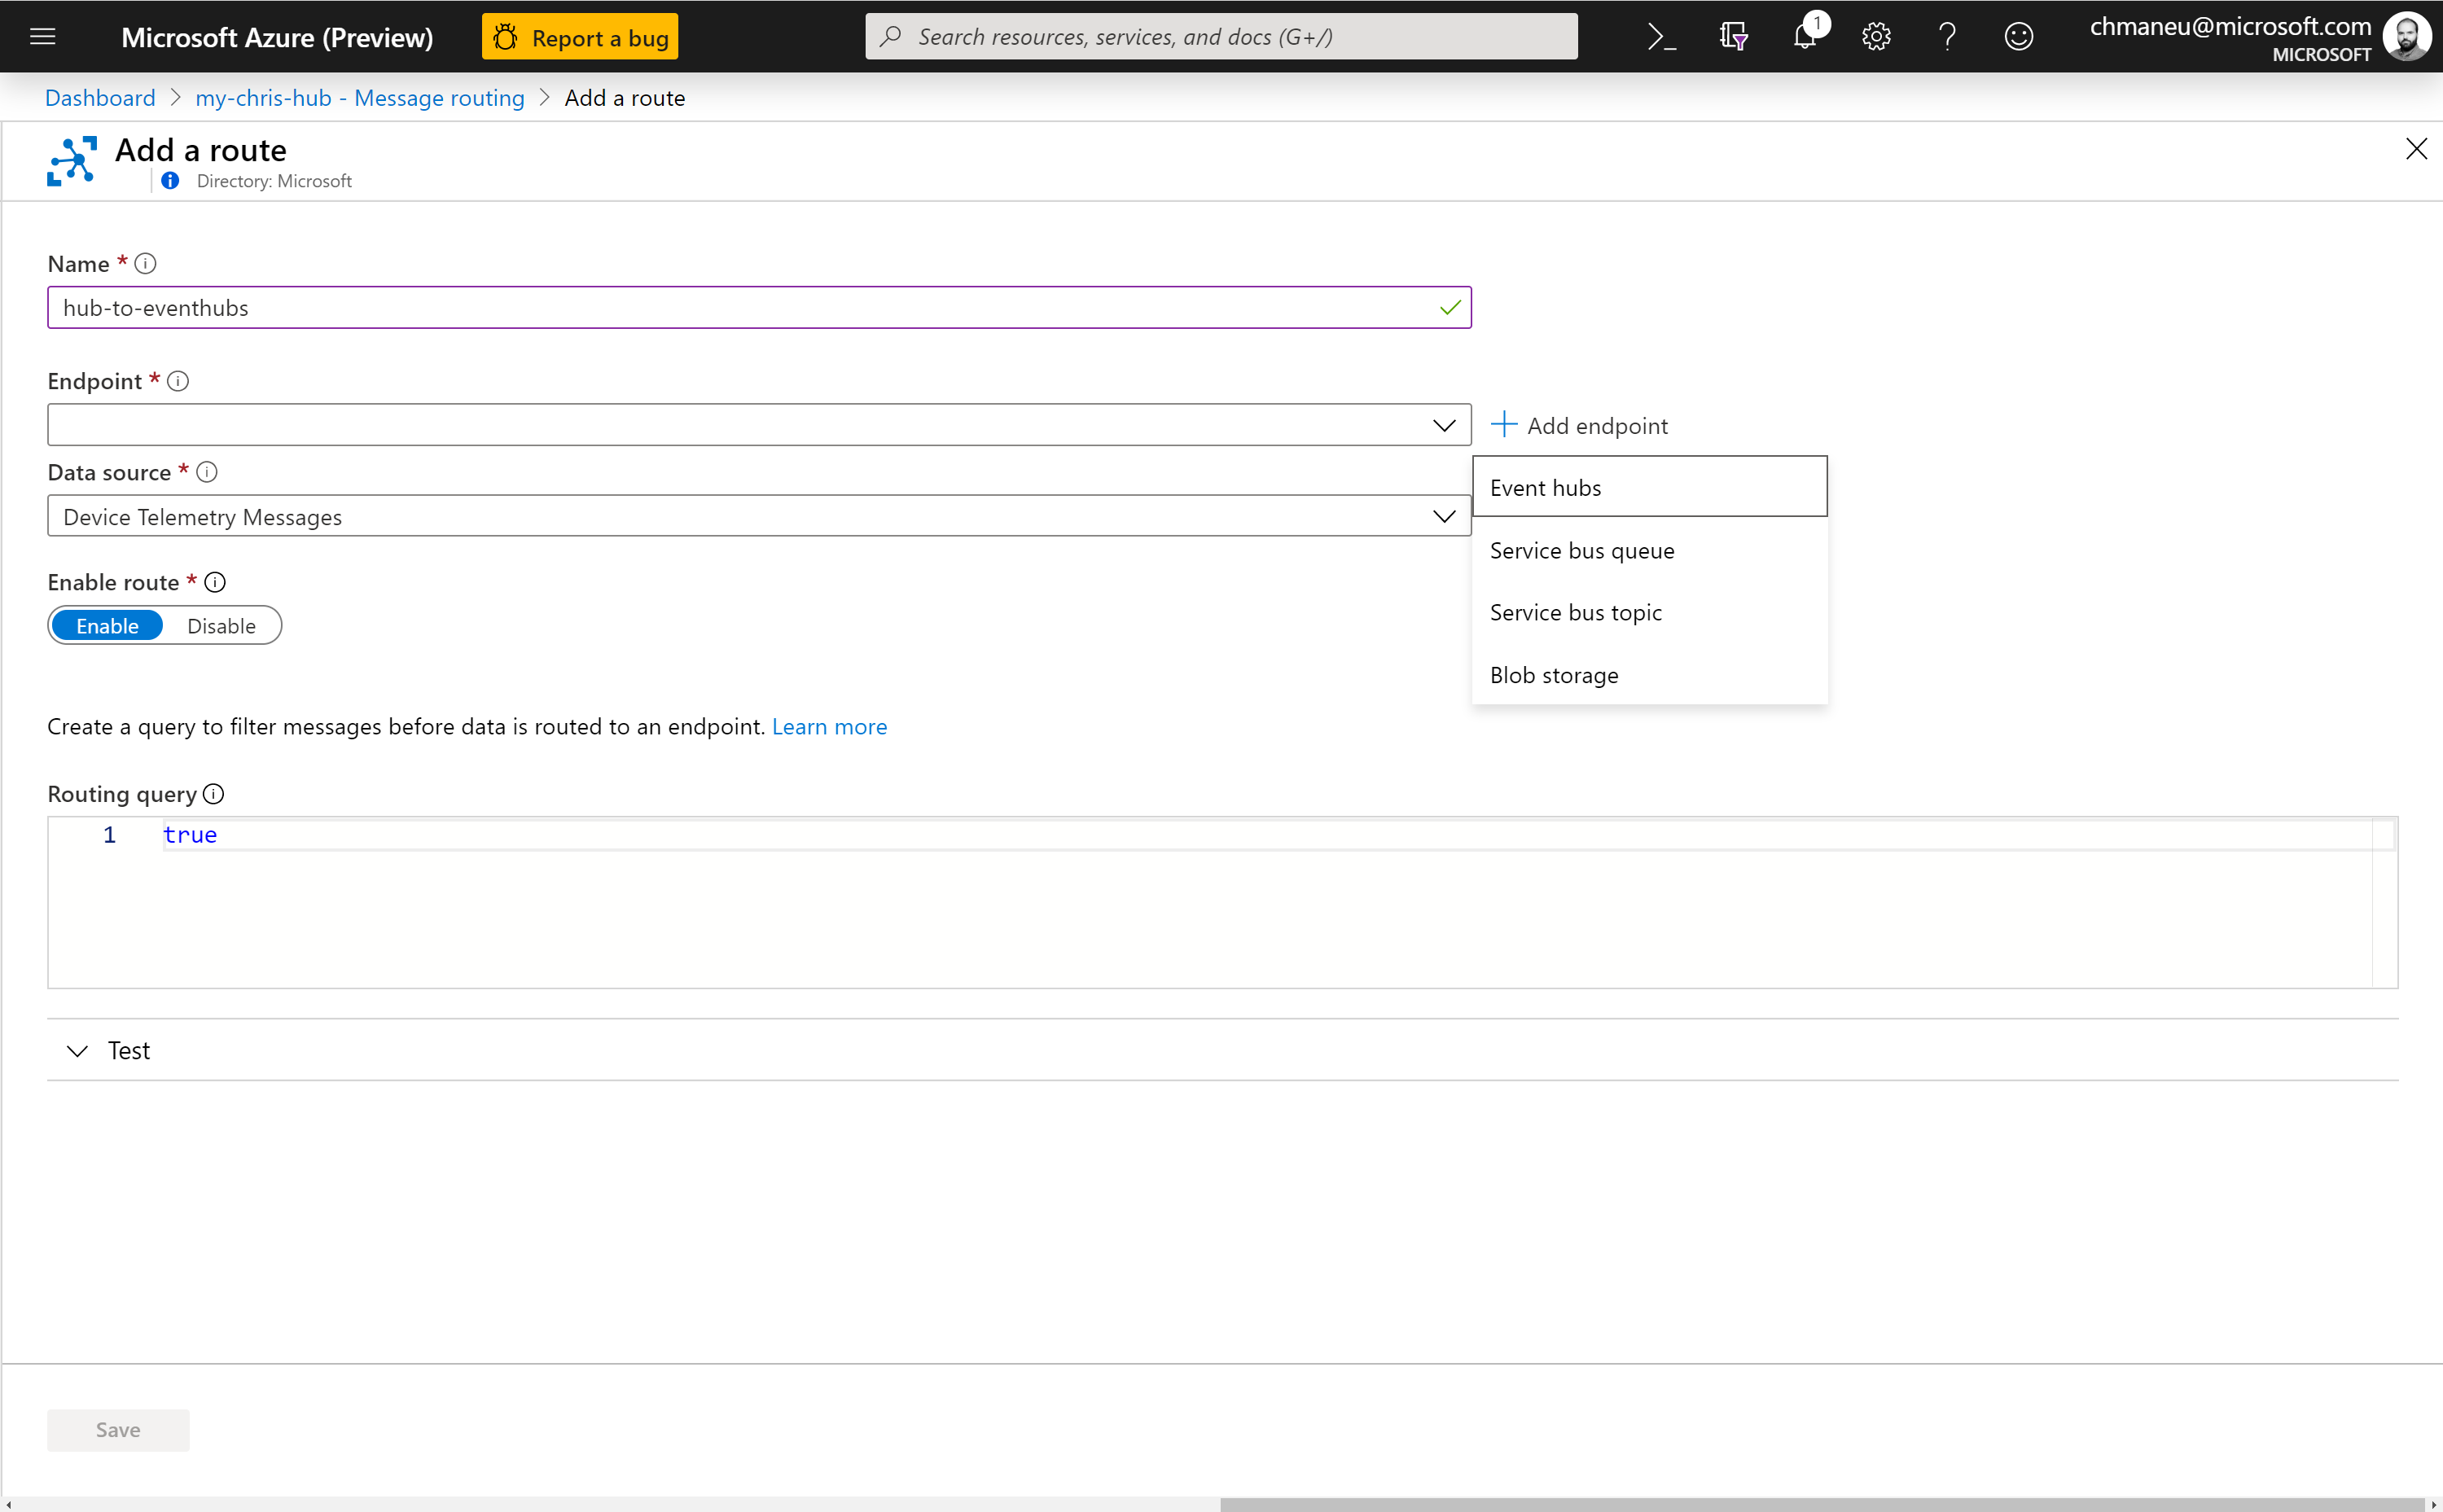 Microsoft Azure (Preview)
Report a bug
Search resources, services, and docs (G+/)
1
chmaneu@microsoft.com
MICROSOFT
Dashboard > my-chris-hub - Message routing > Add a route
Add a route
Directory: Microsoft
Name *
hub-to-eventhubs
Endpoint *
Add endpoint
Data source *
Device Telemetry Messages
Event hubs
Service bus queue
Service bus topic
Blob storage
Enable route *
Enable Disable
Create a query to filter messages before data is routed to an endpoint. Learn more
Routing query
1 true
Test
Save